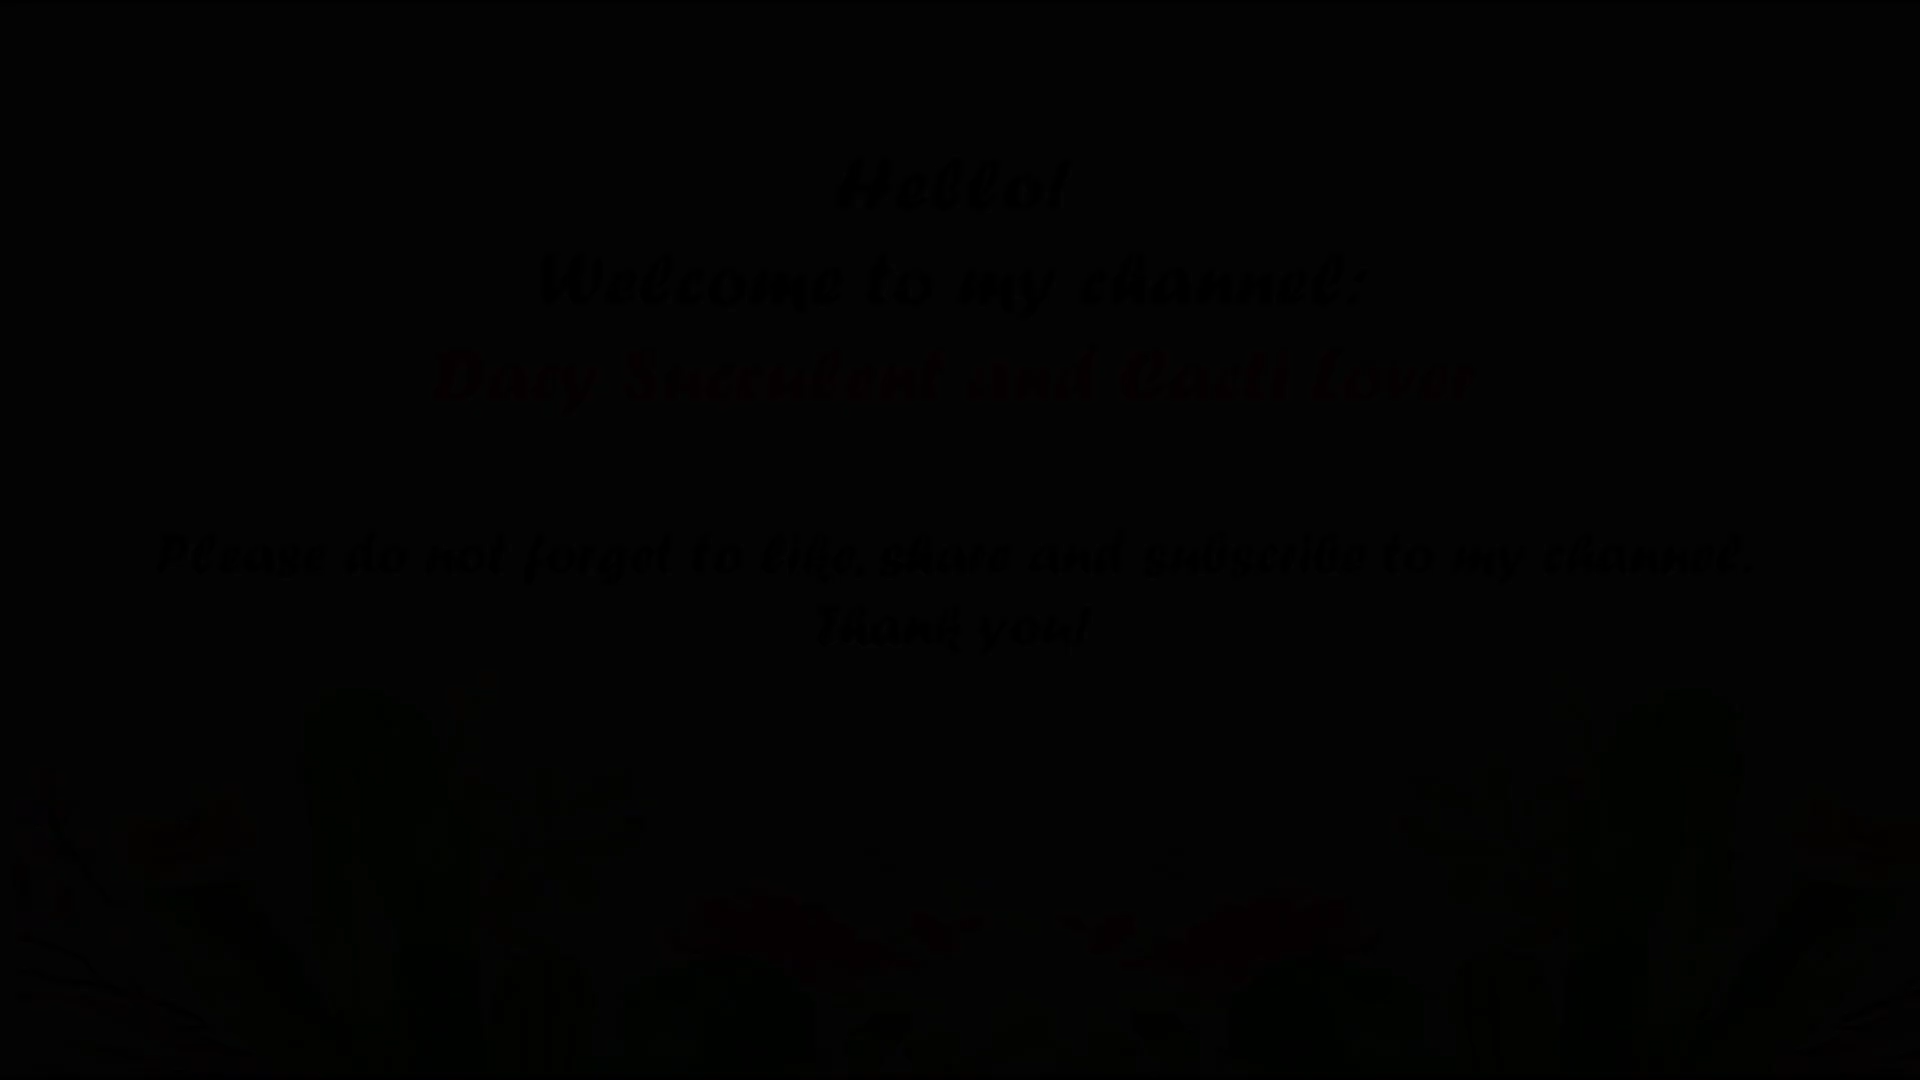 Hello!
Welcome to my channel:
Dasy Succulent and Cacti Lover
Please do not forget to like, share and subscribe to my channel.
Thank you!